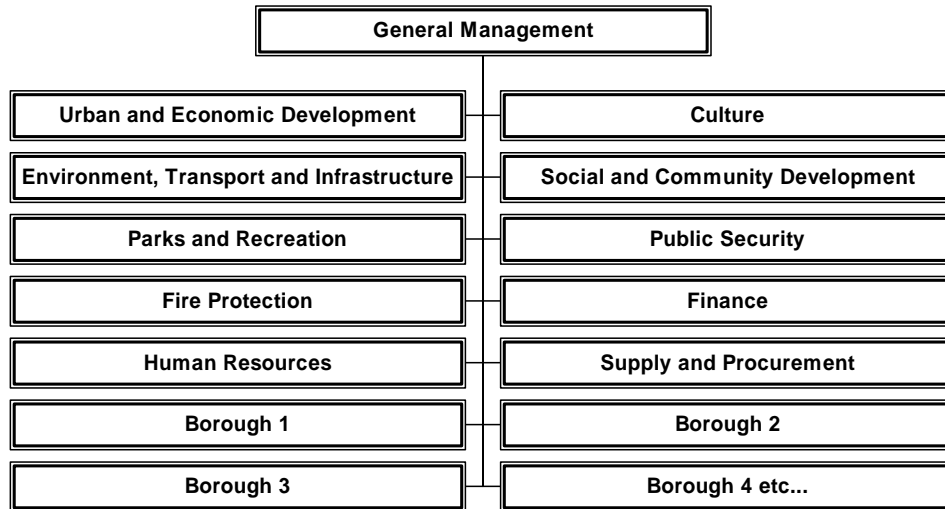 General Management
Urban and Economic Development
Culture
Environment, Transport and Infrastructure
Social and Community Development
Parks and Recreation
Public Security
Fire Protection
Finance
Human Resources
Supply and Procurement
Borough 1
Borough 2
Borough 3
Borough 4 etc...